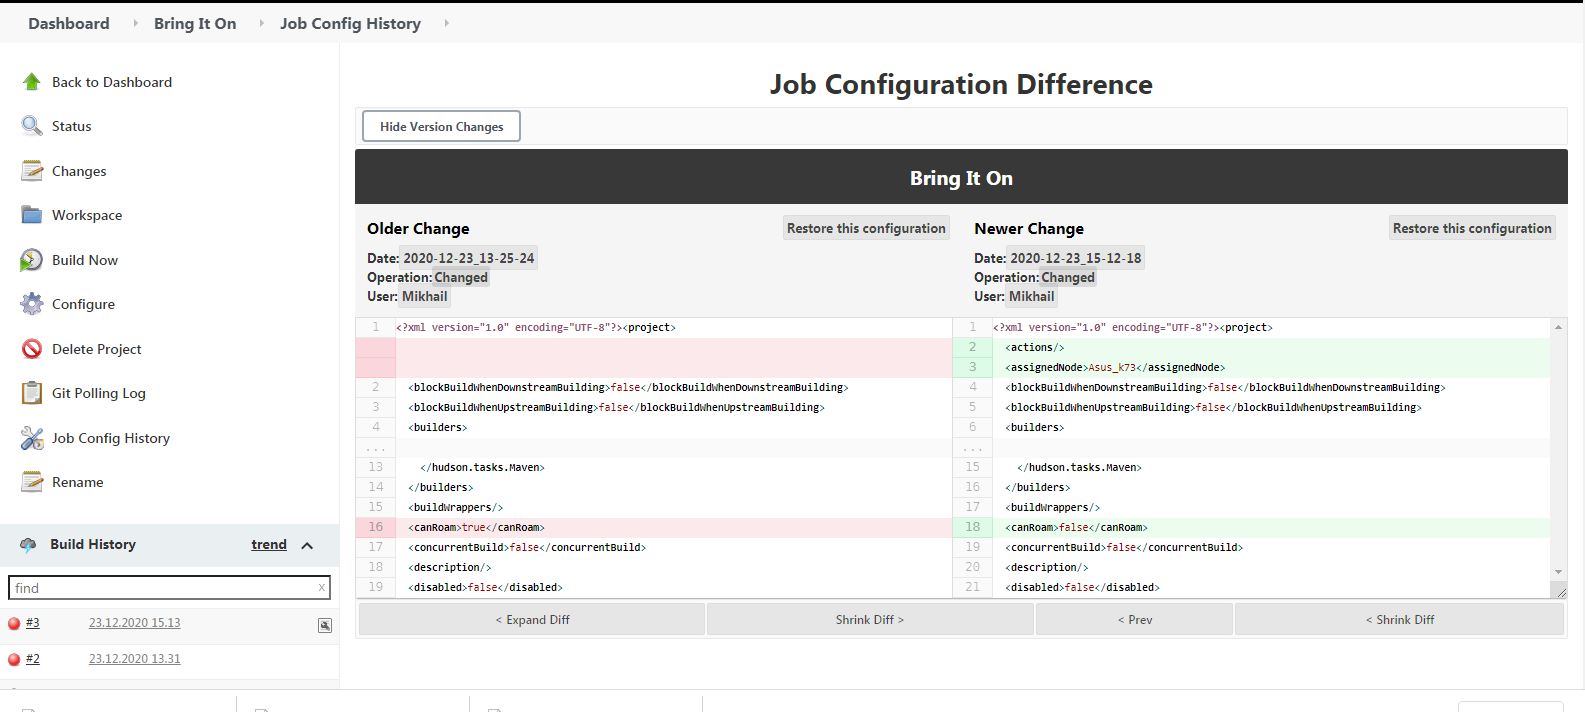 Dashboard
Bring It On
Job Config History
Back to Dashboard
Status
Changes
Workspace
Build Now
Configure
Delete Project
Git Polling Log
Job Config History
Rename
Build History
trend
find
x
#3
23.12.2020 15.13
#2
23.12.2020 13.31
Job Configuration Difference
Hide Version Changes
Bring It On
Older Change
Restore this configuration
Date: 2020-12-23_13-25-24
Operation: Changed
User: Mikhail
Newer Change
Restore this configuration
Date: 2020-12-23_15-12-18
Operation: Changed
User: Mikhail
1 <?xml version="1.0" encoding="UTF-8"?><project>
2 <blockBuildWhenDownstreamBuilding>false</blockBuildWhenDownstreamBuilding>
3 <blockBuildWhenUpstreamBuilding>false</blockBuildWhenUpstreamBuilding>
4 <builders>
...
13 </hudson.tasks.Maven>
14 </builders>
15 <buildWrappers/>
16 <canRoam>true</canRoam>
17 <concurrentBuild>false</concurrentBuild>
18 <description/>
19 <disabled>false</disabled>
1 <?xml version="1.0" encoding="UTF-8"?><project>
2 <actions/>
3 <assignedNode>Asus_k73</assignedNode>
4 <blockBuildWhenDownstreamBuilding>false</blockBuildWhenDownstreamBuilding>
5 <blockBuildWhenUpstreamBuilding>false</blockBuildWhenUpstreamBuilding>
6 <builders>
...
15 </hudson.tasks.Maven>
16 </builders>
17 <buildWrappers/>
18 <canRoam>false</canRoam>
19 <concurrentBuild>false</concurrentBuild>
20 <description/>
21 <disabled>false</disabled>
< Expand Diff
Shrink Diff >
< Prev
< Shrink Diff